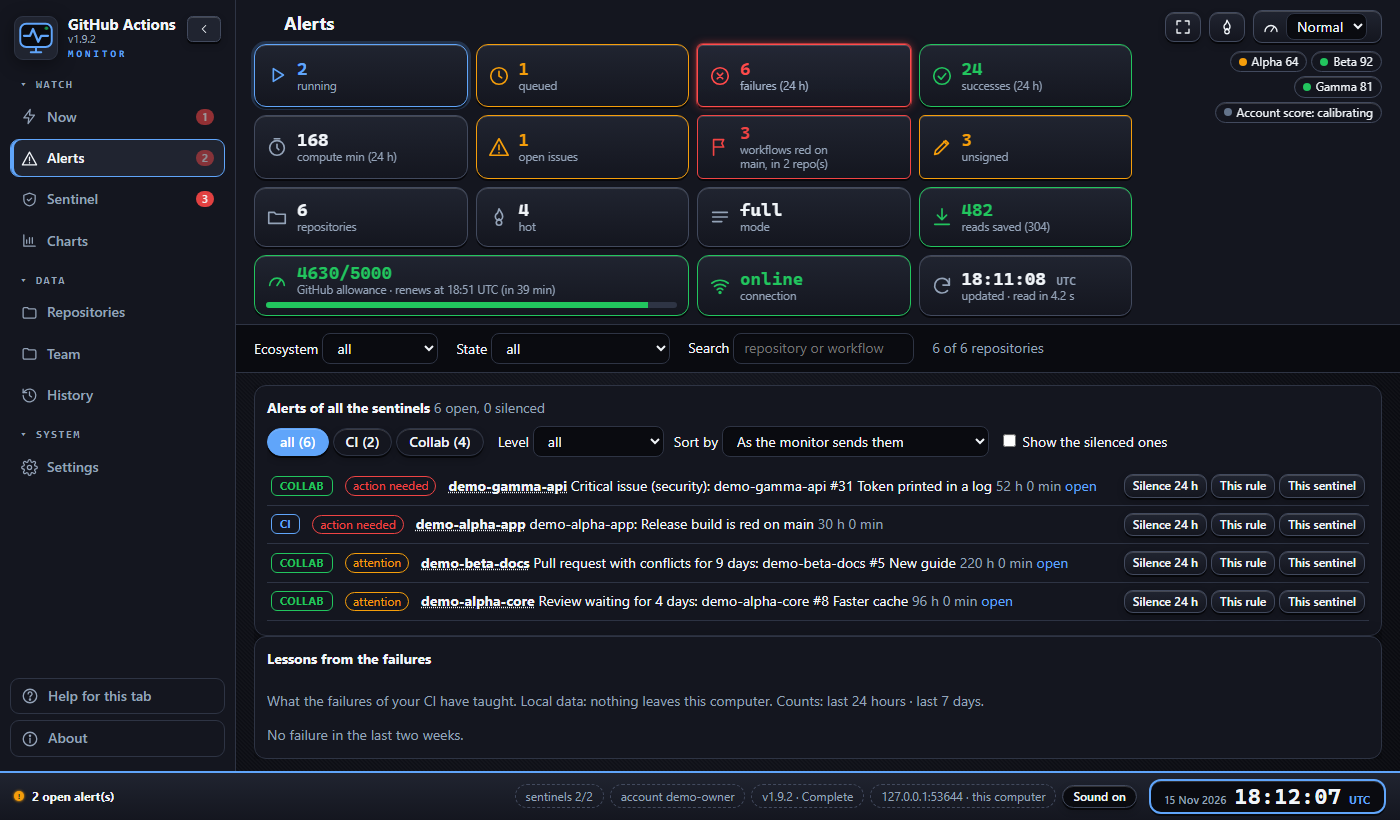 GitHub Actions
v1.9.2
MONITOR
WATCH
Now 1
Alerts 2
Sentinel 3
Charts
DATA
Repositories
Team
History
SYSTEM
Settings
Help for this tab
About
Alerts
Normal
Alpha 64
Beta 92
Gamma 81
Account score: calibrating
2
running
1
queued
6
failures (24 h)
24
successes (24 h)
168
compute min (24 h)
1
open issues
3
workflows red on
main, in 2 repo(s)
3
unsigned
6
repositories
4
hot
full
mode
482
reads saved (304)
4630/5000
GitHub allowance · renews at 18:51 UTC (in 39 min)
online
connection
18:11:08 UTC
updated · read in 4.2 s
Ecosystem all State all Search repository or workflow 6 of 6 repositories
Alerts of all the sentinels 6 open, 0 silenced
all (6) CI (2) Collab (4) Level all Sort by As the monitor sends them Show the silenced ones
COLLAB action needed demo-gamma-api Critical issue (security): demo-gamma-api #31 Token printed in a log 52 h 0 min open Silence 24 h This rule This sentinel
CI action needed demo-alpha-app demo-alpha-app: Release build is red on main 30 h 0 min Silence 24 h This rule This sentinel
COLLAB attention demo-beta-docs Pull request with conflicts for 9 days: demo-beta-docs #5 New guide 220 h 0 min open Silence 24 h This rule This sentinel
COLLAB attention demo-alpha-core Review waiting for 4 days: demo-alpha-core #8 Faster cache 96 h 0 min open Silence 24 h This rule This sentinel
Lessons from the failures
What the failures of your CI have taught. Local data: nothing leaves this computer. Counts: last 24 hours · last 7 days.
No failure in the last two weeks.
2 open alert(s)
sentinels 2/2
account demo-owner
v1.9.2 · Complete
127.0.0.1:53644 · this computer
Sound on
15 Nov 2026 18:12:07 UTC